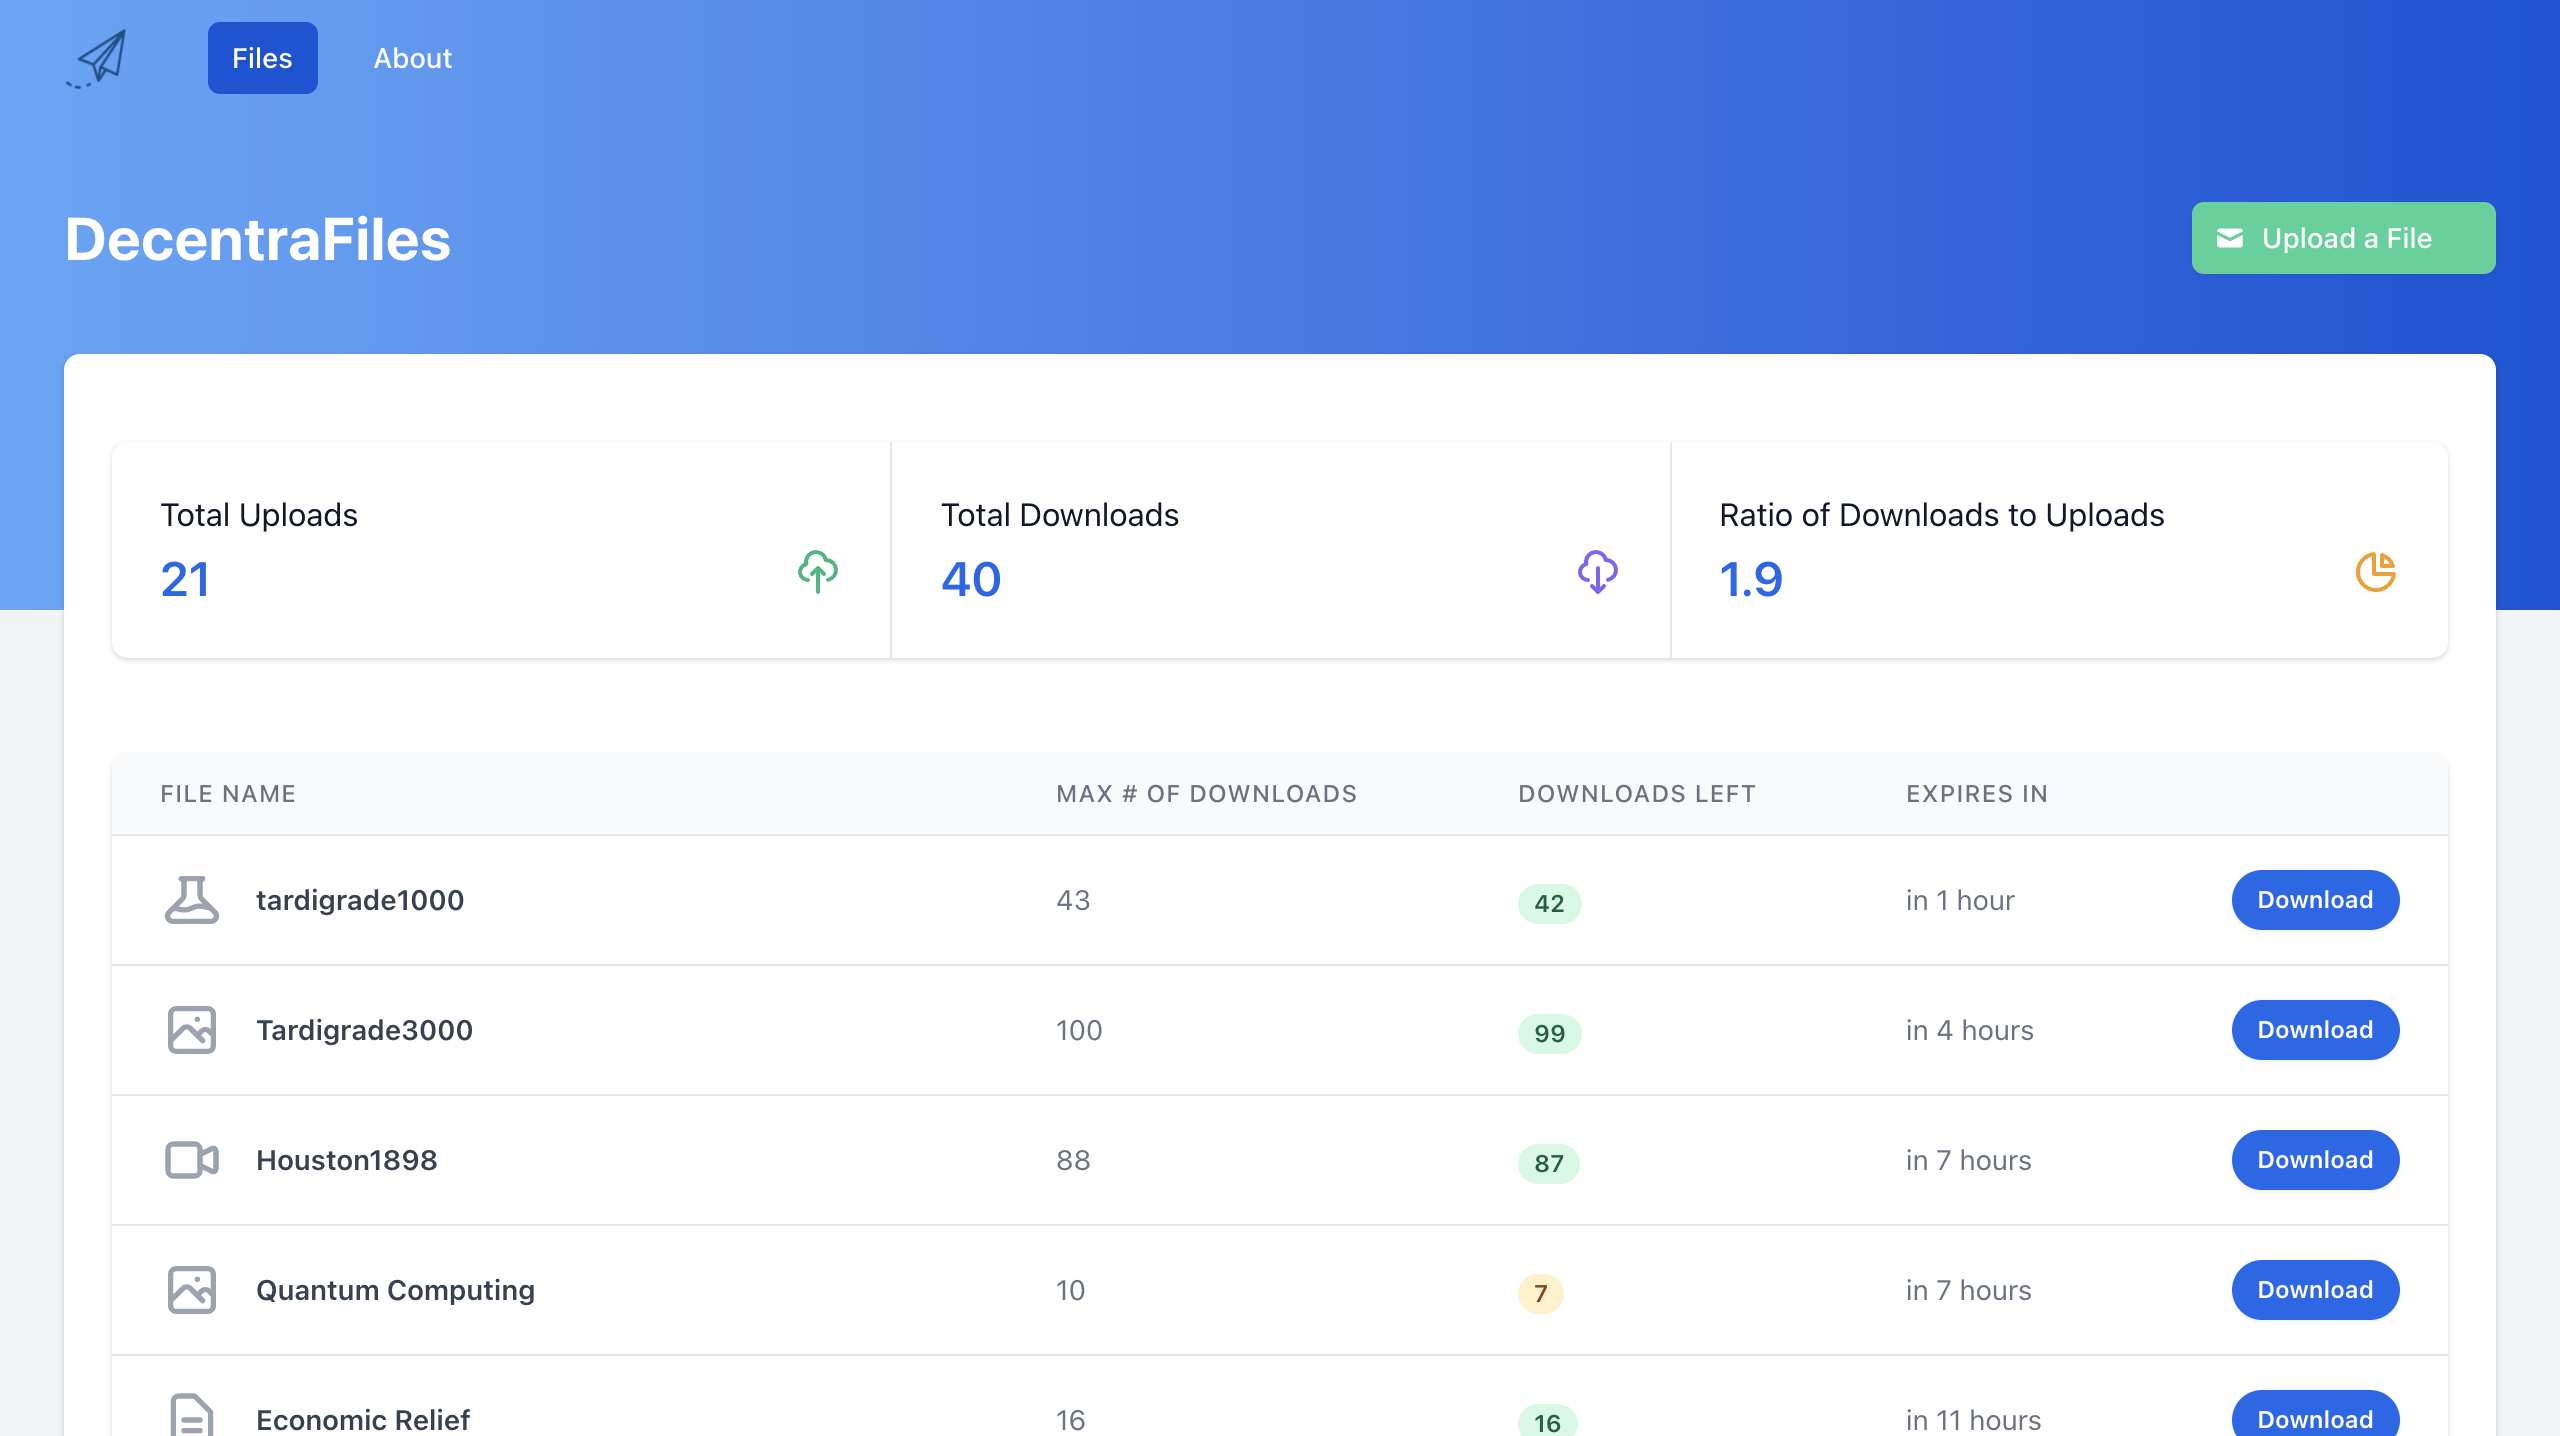 Files About
DecentraFiles
Upload a File
Total Uploads Total Downloads Ratio of Downloads to Uploads
21 40 1.9
FILE NAME MAX # OF DOWNLOADS DOWNLOADS LEFT EXPIRES IN
tardigrade1000 43 42 in 1 hour Download
Tardigrade3000 100 99 in 4 hours Download
Houston1898 88 87 in 7 hours Download
Quantum Computing 10 7 in 7 hours Download
Economic Relief 16 16 in 11 hours Download